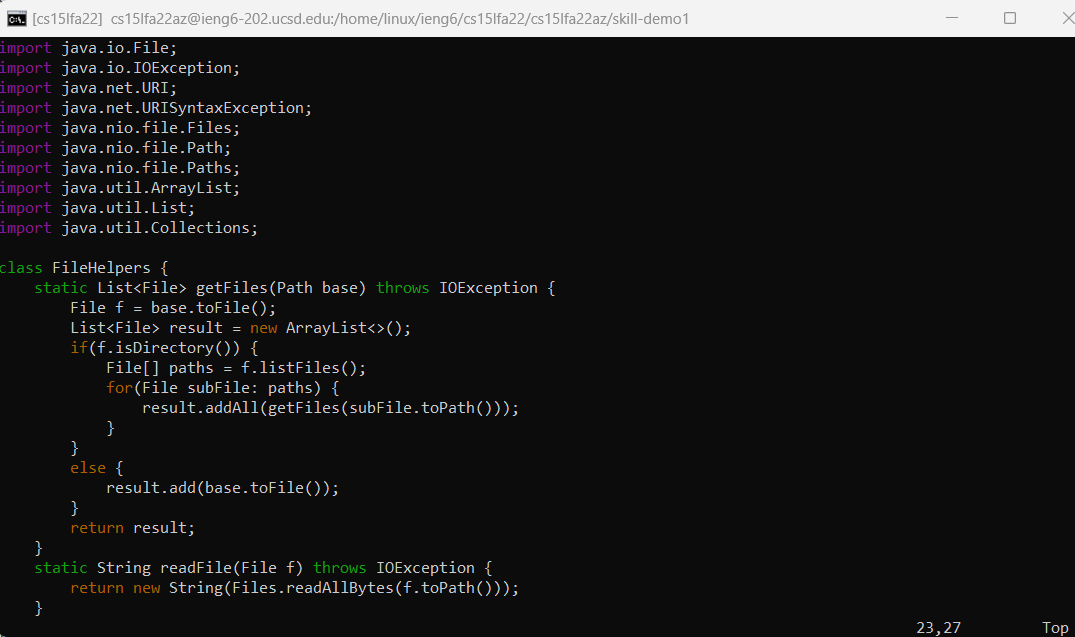 [cs15lfa22] cs15lfa22az@ieng6-202.ucsd.edu:/home/linux/ieng6/cs15lfa22/cs15lfa22az/skill-demo1
import java.io.File;
import java.io.IOException;
import java.net.URI;
import java.net.URISyntaxException;
import java.nio.file.Files;
import java.nio.file.Path;
import java.nio.file.Paths;
import java.util.ArrayList;
import java.util.List;
import java.util.Collections;

class FileHelpers {
    static List<File> getFiles(Path base) throws IOException {
        File f = base.toFile();
        List<File> result = new ArrayList<>();
        if(f.isDirectory()) {
            File[] paths = f.listFiles();
            for(File subFile: paths) {
                result.addAll(getFiles(subFile.toPath()));
            }
        }
        else {
            result.add(base.toFile());
        }
        return result;
    }
    static String readFile(File f) throws IOException {
        return new String(Files.readAllBytes(f.toPath()));
    }
23,27 Top